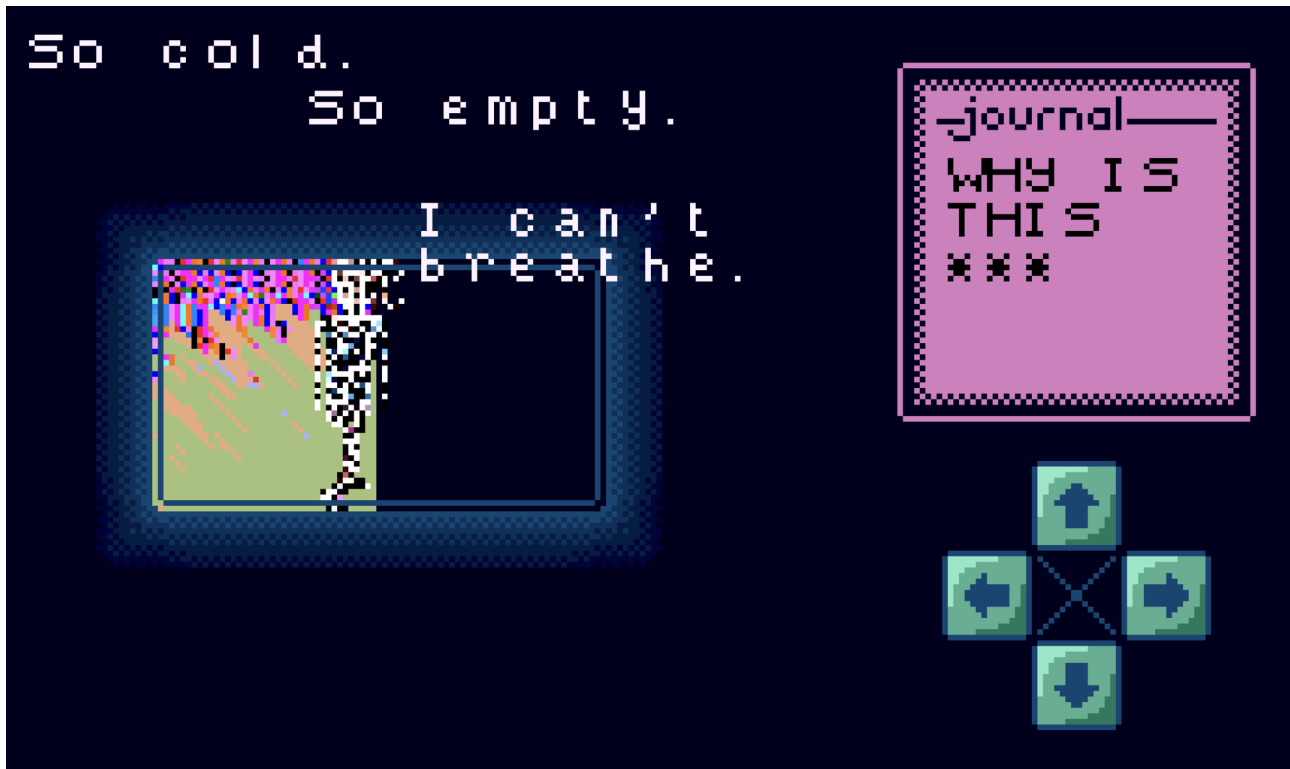 So cold.
So empty.
I can't
breathe.
journal
WHY IS
THIS
***